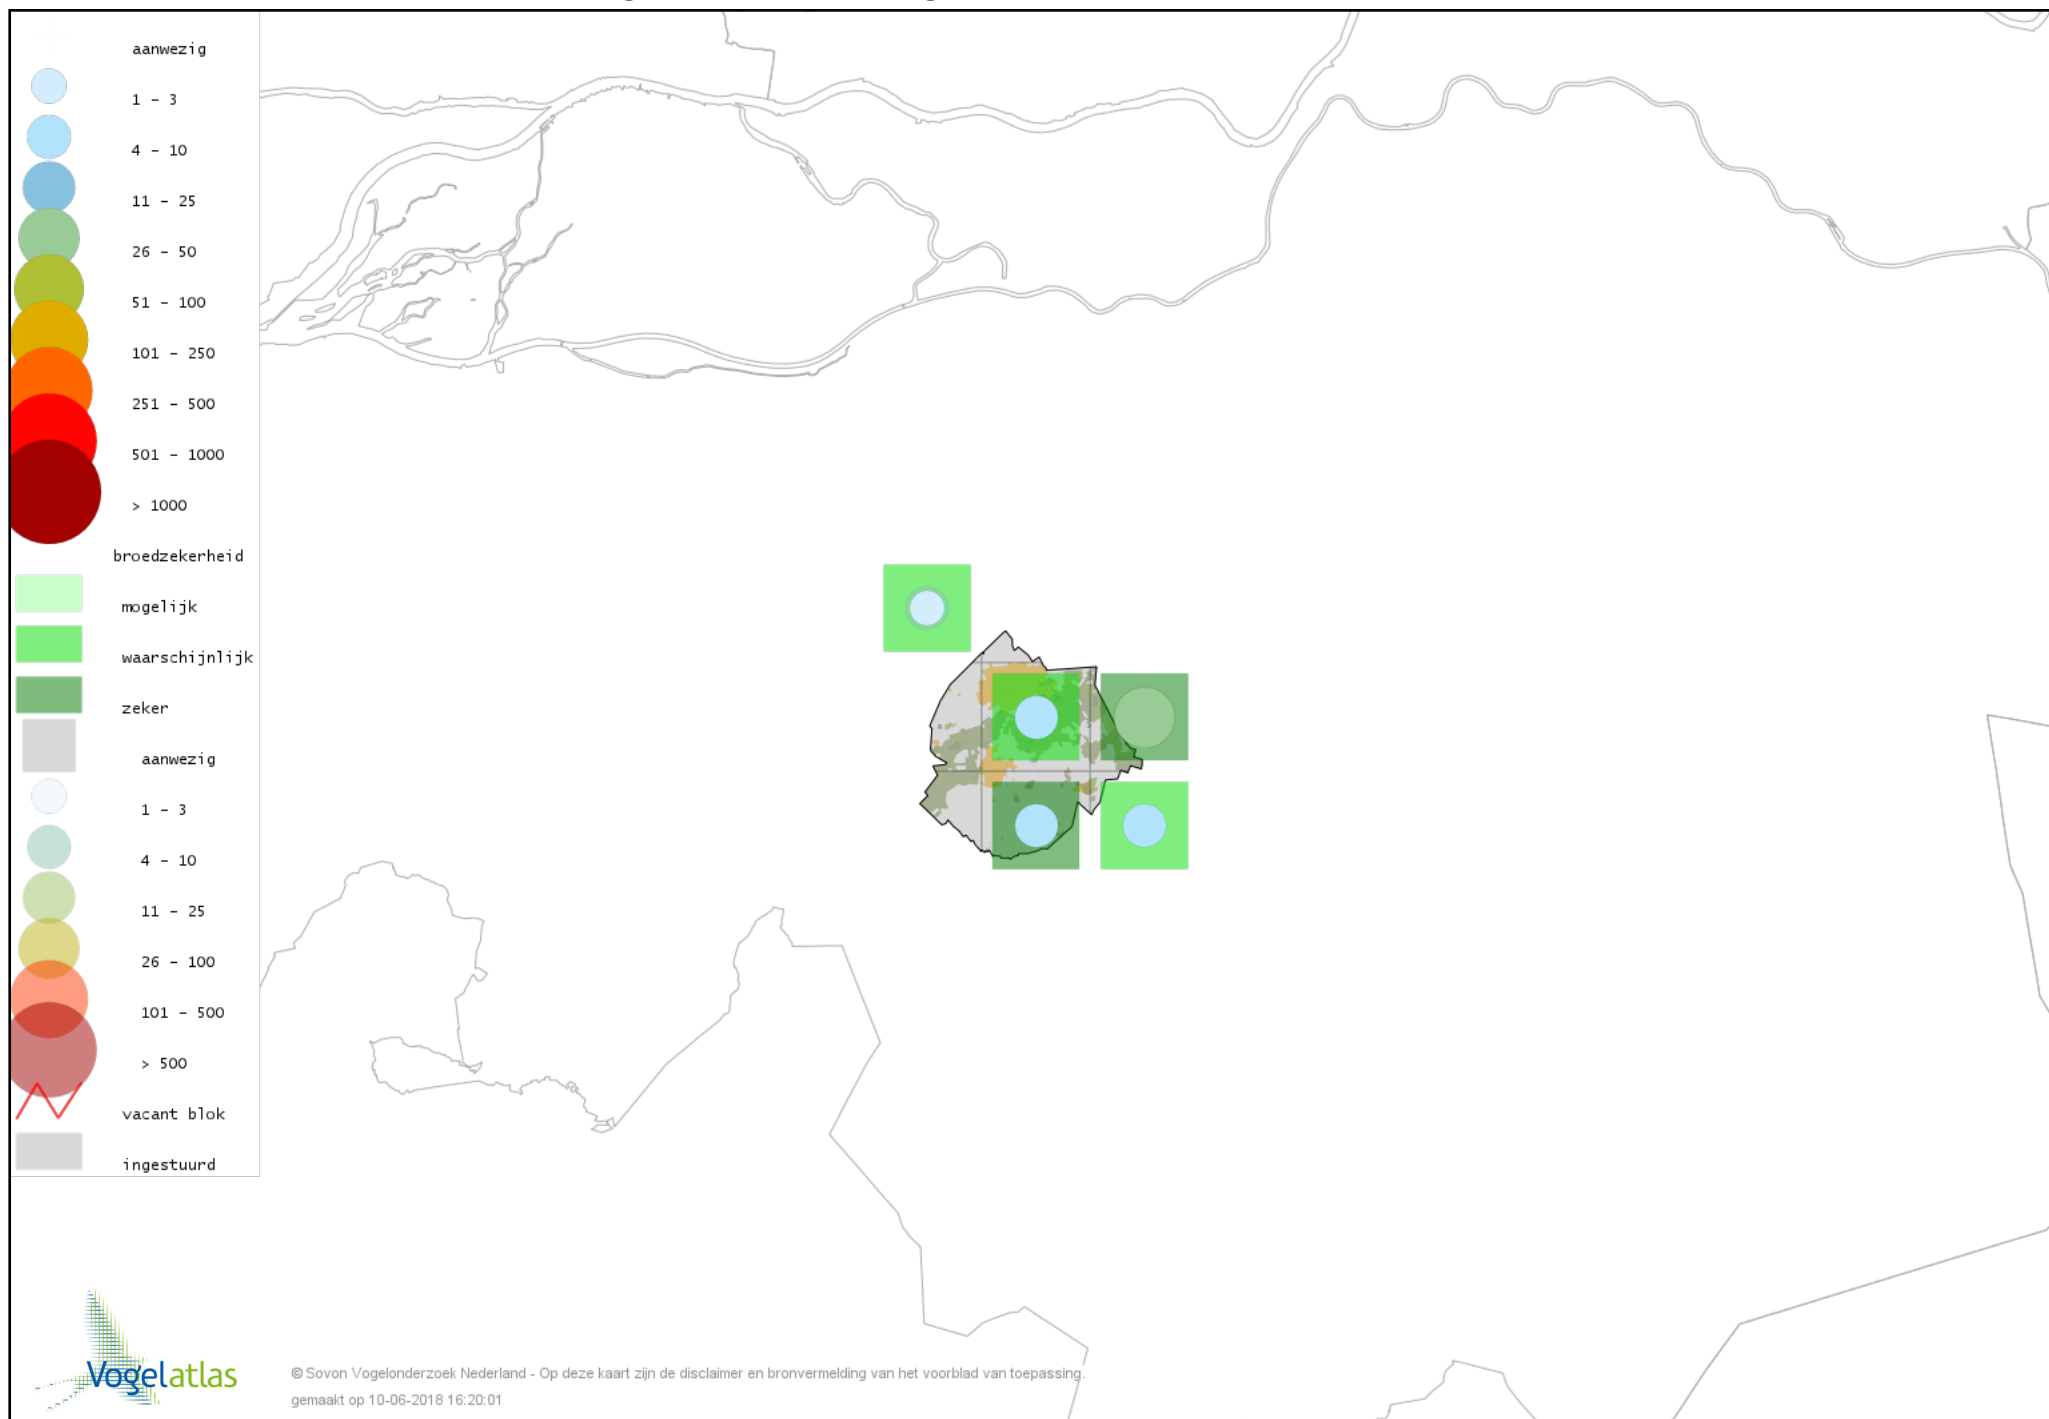 aanwezig
1 - 3
4 - 10
11 - 25
26 - 50
51 - 100
101 - 250
251 - 500
501 - 1000
> 1000
broedzekerheid
mogelijk
waarschijnlijk
zeker
aanwezig
1 - 3
4 - 10
11 - 25
26 - 100
101 - 500
> 500
vacant blok
ingestuurd
Vogelatlas
© Sovon Vogelonderzoek Nederland - Op deze kaart zijn de disclaimer en bronvermelding van het voorblad van toepassing.
gemaakt op 10-06-2018 16:20:01